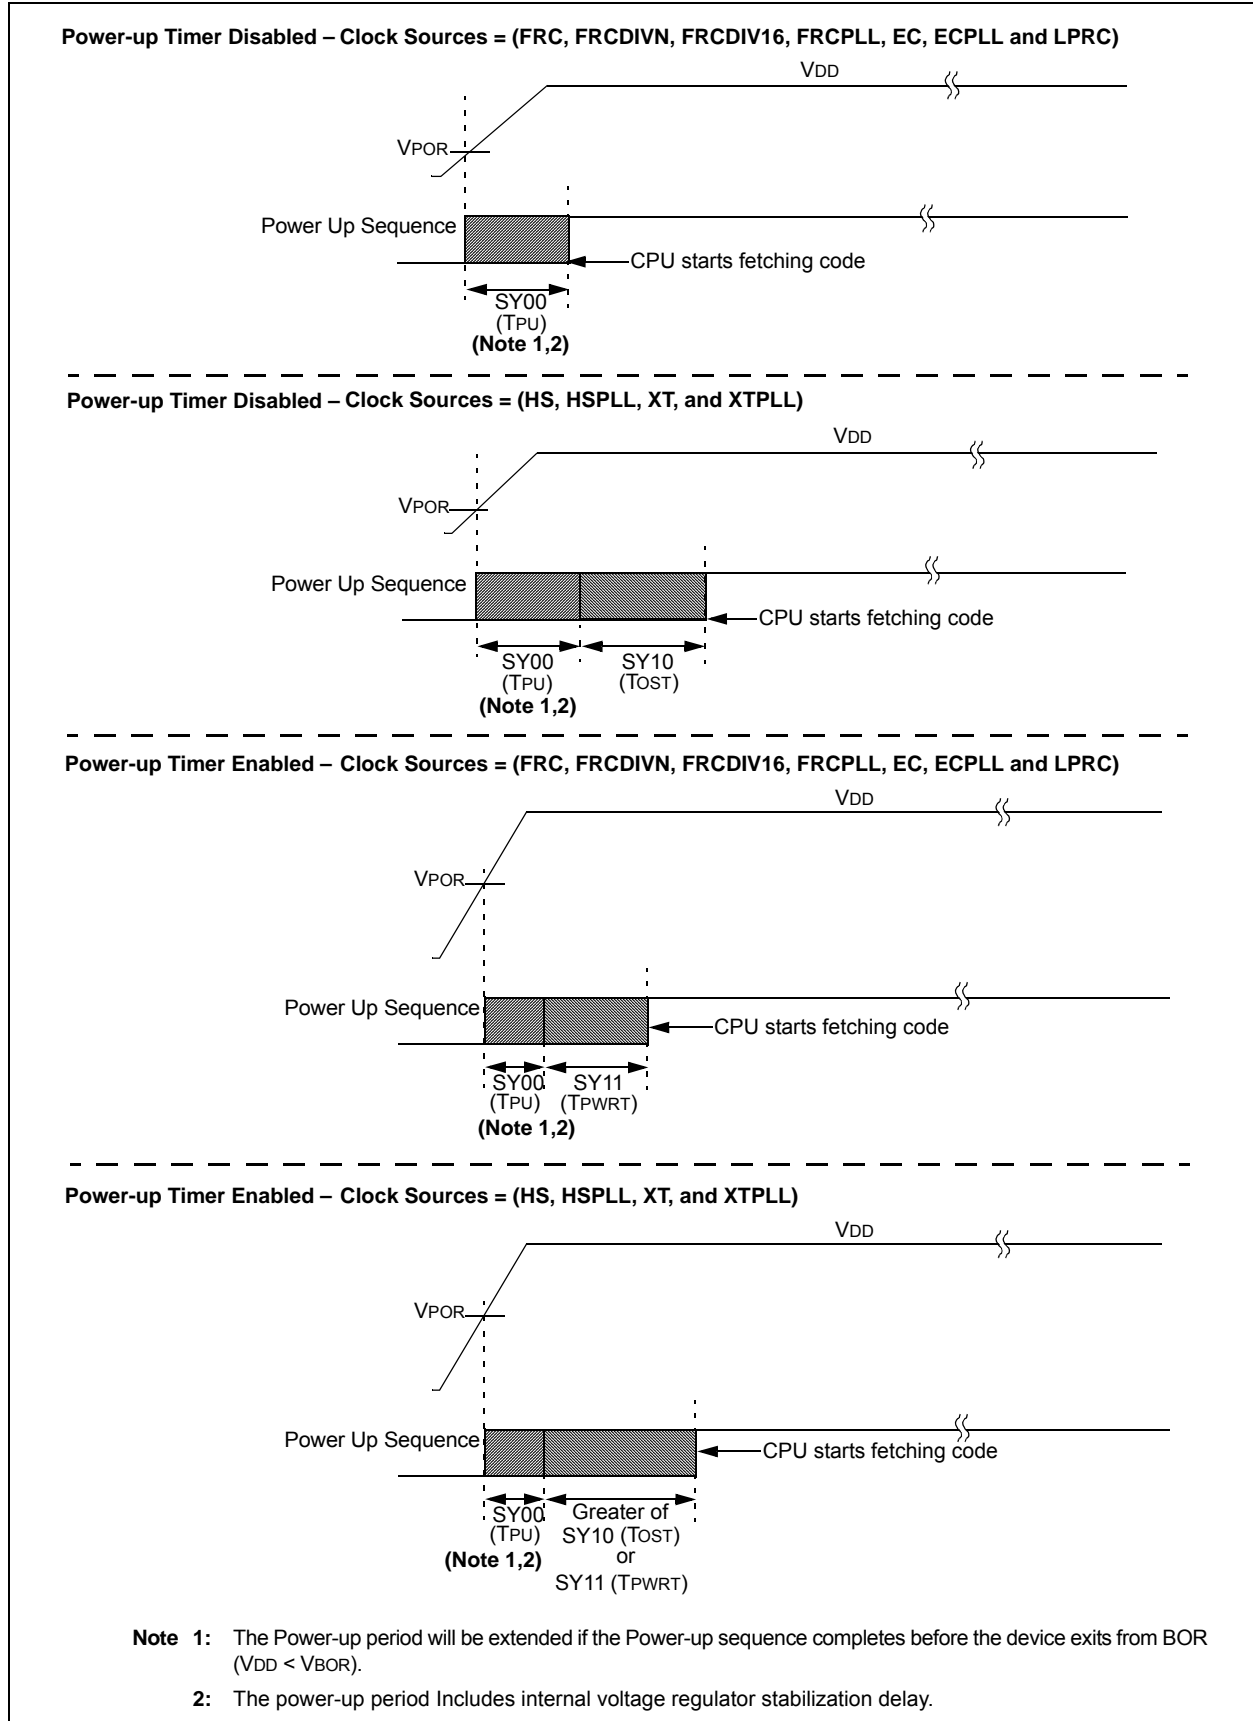 Power-up Timer Disabled – Clock Sources = (FRC, FRCDIVN, FRCDIV16, FRCPLL, EC, ECPLL and LPRC)
VDD
VPOR
Power Up Sequence
CPU starts fetching code
SY00
(TPU)
(Note 1,2)
Power-up Timer Disabled – Clock Sources = (HS, HSPLL, XT, and XTPLL)
VDD
VPOR
Power Up Sequence
CPU starts fetching code
SY00 SY10
(TPU) (TOST)
(Note 1,2)
Power-up Timer Enabled – Clock Sources = (FRC, FRCDIVN, FRCDIV16, FRCPLL, EC, ECPLL and LPRC)
VDD
VPOR
Power Up Sequence
CPU starts fetching code
SY00 SY11
(TPU) (TPWRT)
(Note 1,2)
Power-up Timer Enabled – Clock Sources = (HS, HSPLL, XT, and XTPLL)
VDD
VPOR
Power Up Sequence
CPU starts fetching code
SY00 Greater of
(TPU) SY10 (TOST)
(Note 1,2) or
SY11 (TPWRT)
Note 1: The Power-up period will be extended if the Power-up sequence completes before the device exits from BOR
(VDD < VBOR).
2: The power-up period Includes internal voltage regulator stabilization delay.